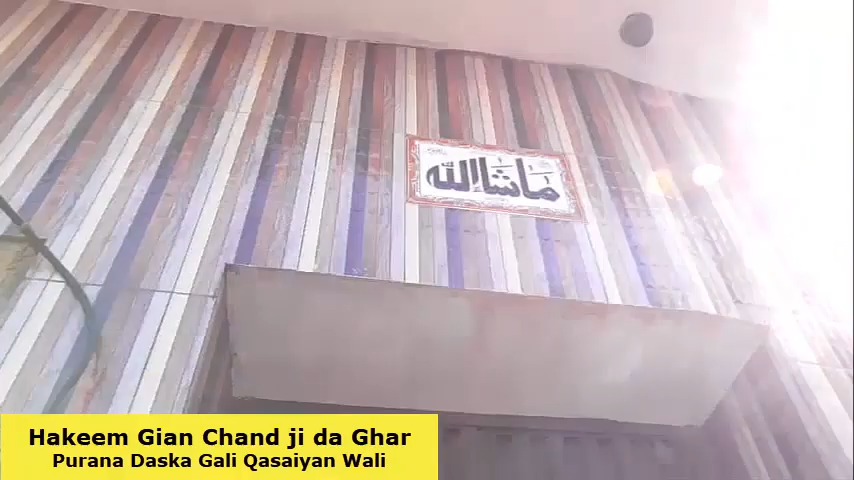 ماشاءالله
Hakeem Gian Chand ji da Ghar
Purana Daska Gali Qasaiyan Wali